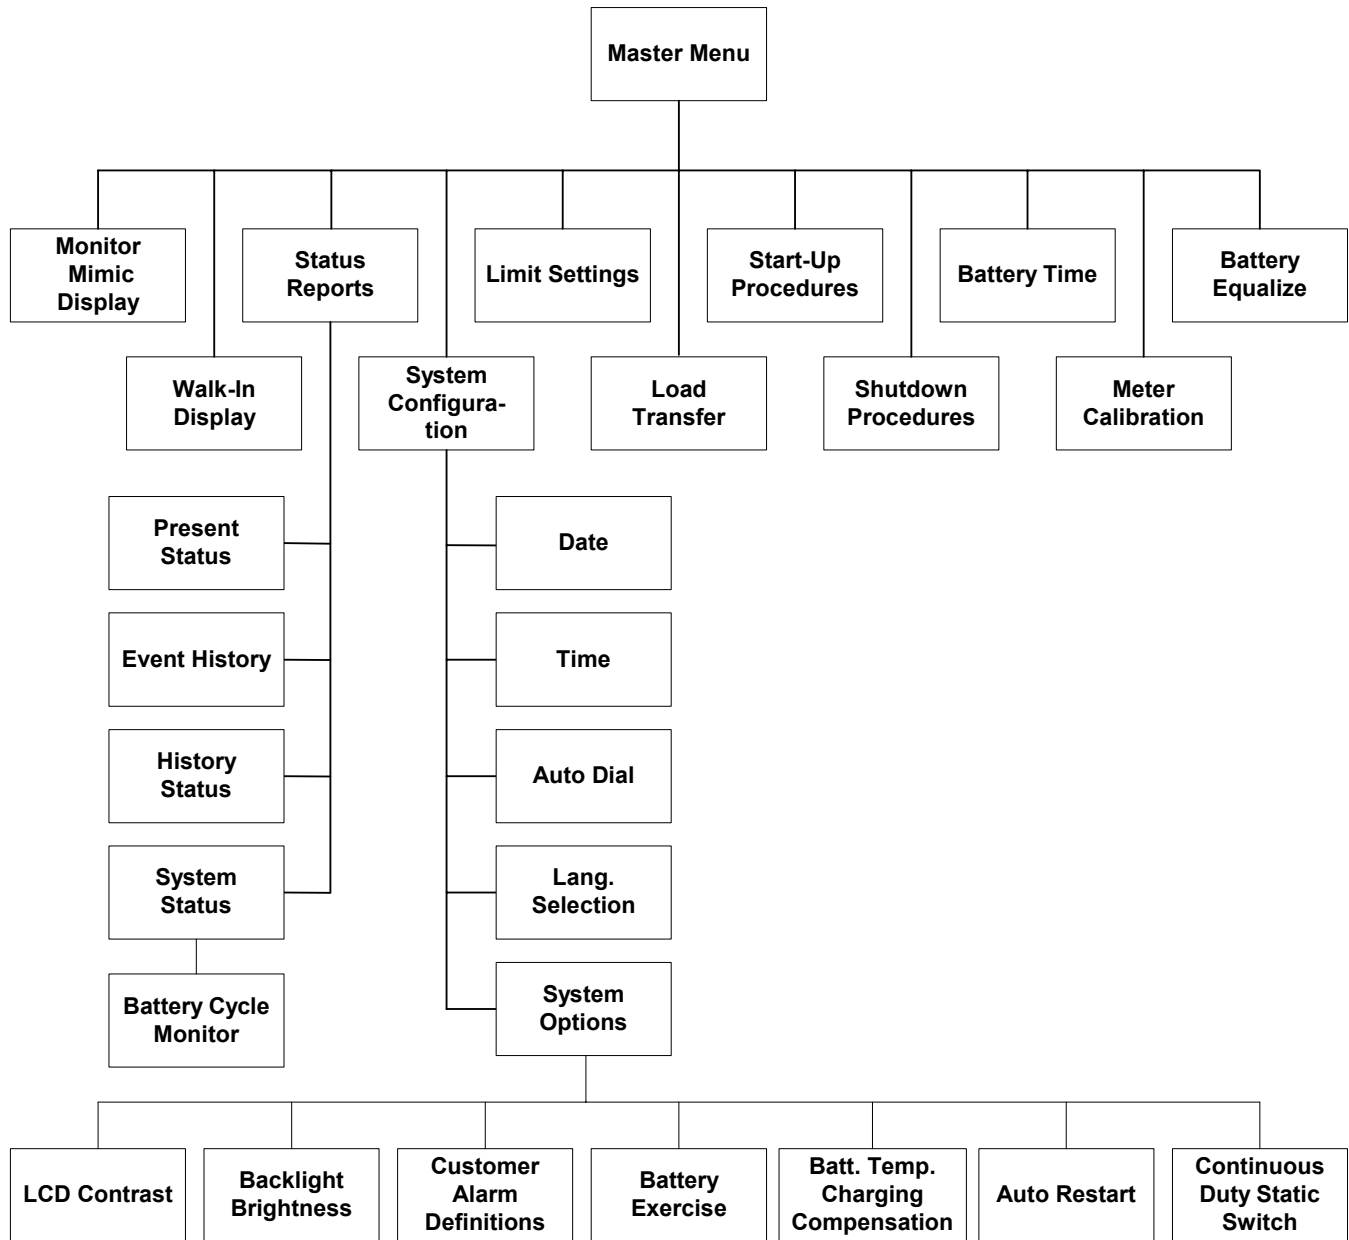 Master Menu
Monitor
Mimic
Display
Status
Reports
Limit Settings
Start-Up
Procedures
Battery Time
Battery
Equalize
Walk-In
Display
System
Configura-
tion
Load
Transfer
Shutdown
Procedures
Meter
Calibration
Present
Status
Date
Event History
Time
History
Status
Auto Dial
System
Status
Lang.
Selection
Battery Cycle
Monitor
System
Options
LCD Contrast
Backlight
Brightness
Customer
Alarm
Definitions
Battery
Exercise
Batt. Temp.
Charging
Compensation
Auto Restart
Continuous
Duty Static
Switch